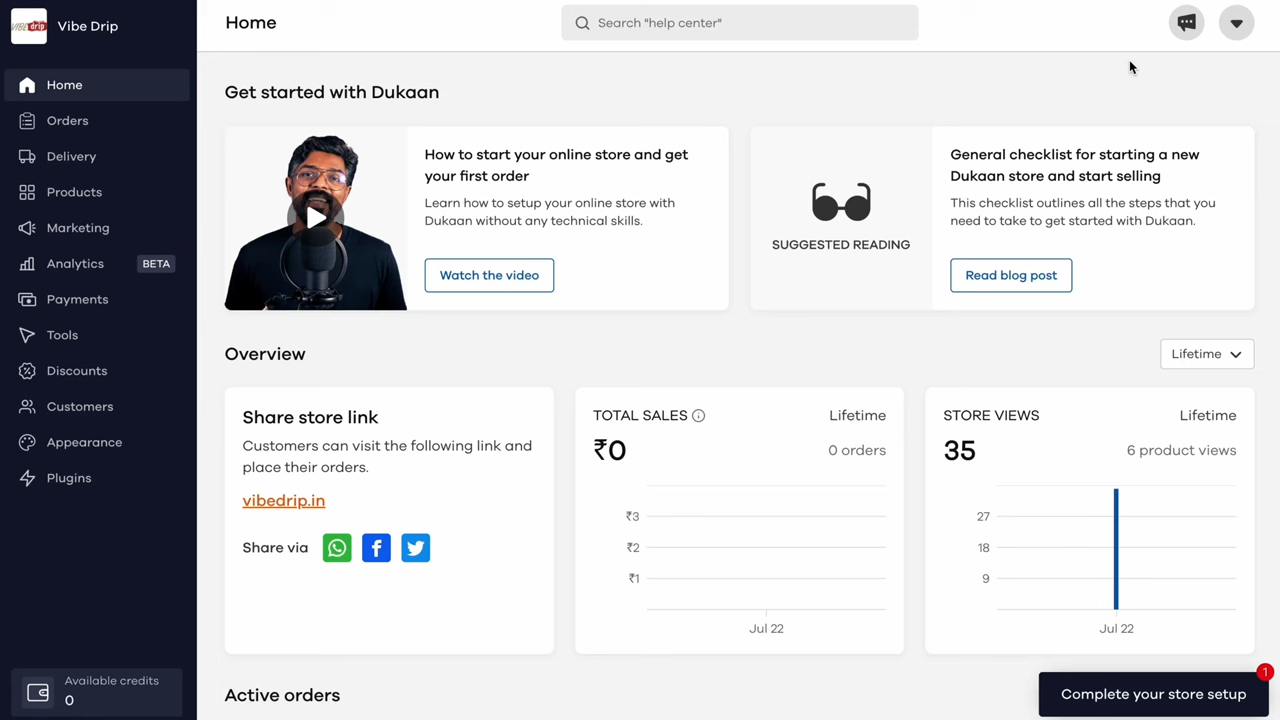 VIBE drip
Vibe Drip
Home
Search "help center"
Home
Orders
Delivery
Products
Marketing
Analytics
BETA
Payments
Tools
Discounts
Customers
Appearance
Plugins
Available credits
0
Get started with Dukaan
How to start your online store and get
your first order
Learn how to setup your online store with
Dukaan without any technical skills.
Watch the video
SUGGESTED READING
General checklist for starting a new
Dukaan store and start selling
This checklist outlines all the steps that you
need to take to get started with Dukaan.
Read blog post
Overview
Lifetime
Share store link
Customers can visit the following link and
place their orders.
vibedrip.in
Share via
TOTAL SALES
Lifetime
₹0
0 orders
₹3
₹2
₹1
Jul 22
STORE VIEWS
Lifetime
35
6 product views
27
18
9
Jul 22
Active orders
Complete your store setup
1